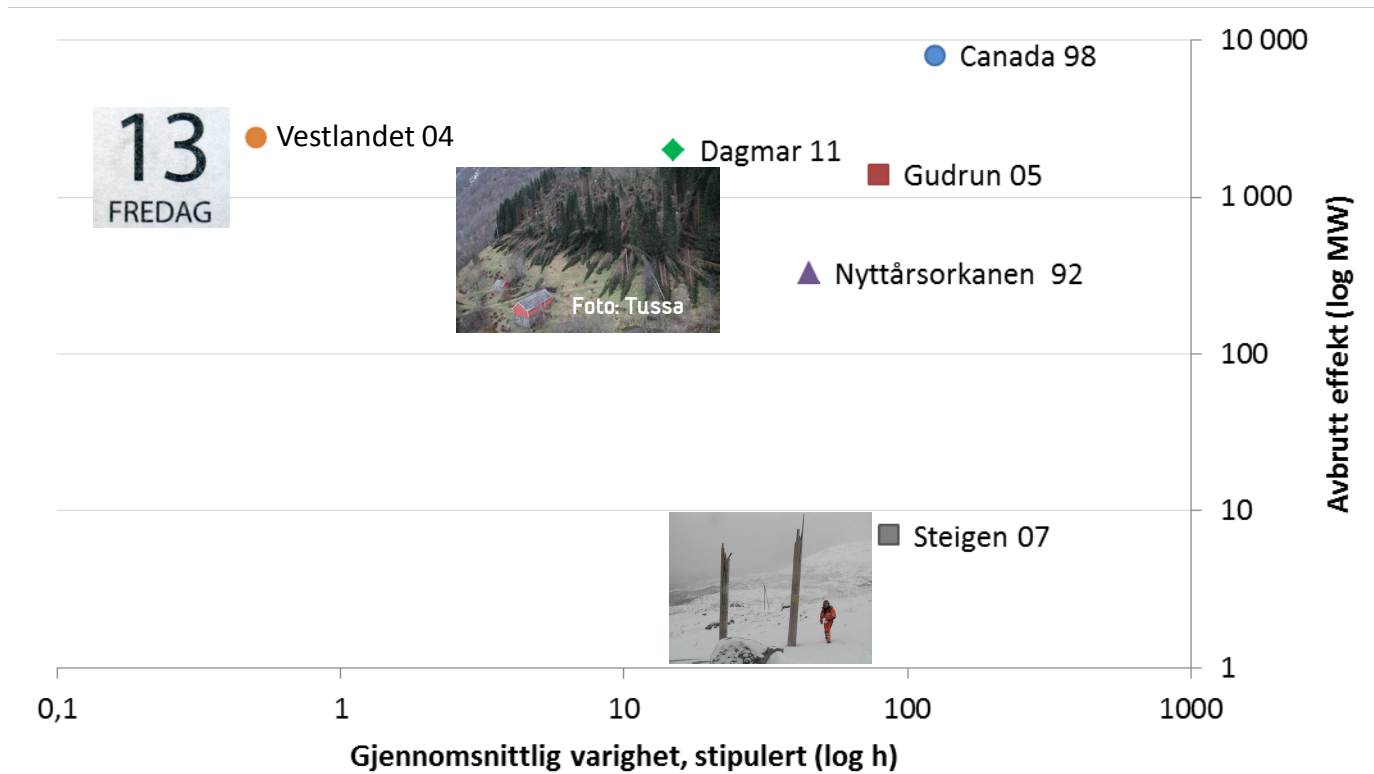 10 000
Canada 98
13
FREDAG
Vestlandet 04
Dagmar 11
Gudrun 05
1 000
Nyttårsorkanen 92
Foto: Tussa
100
Avbrutt effekt (log MW)
10
Steigen 07
1
0,1
1
10
100
1000
Gjennomsnittlig varighet, stipulert (log h)